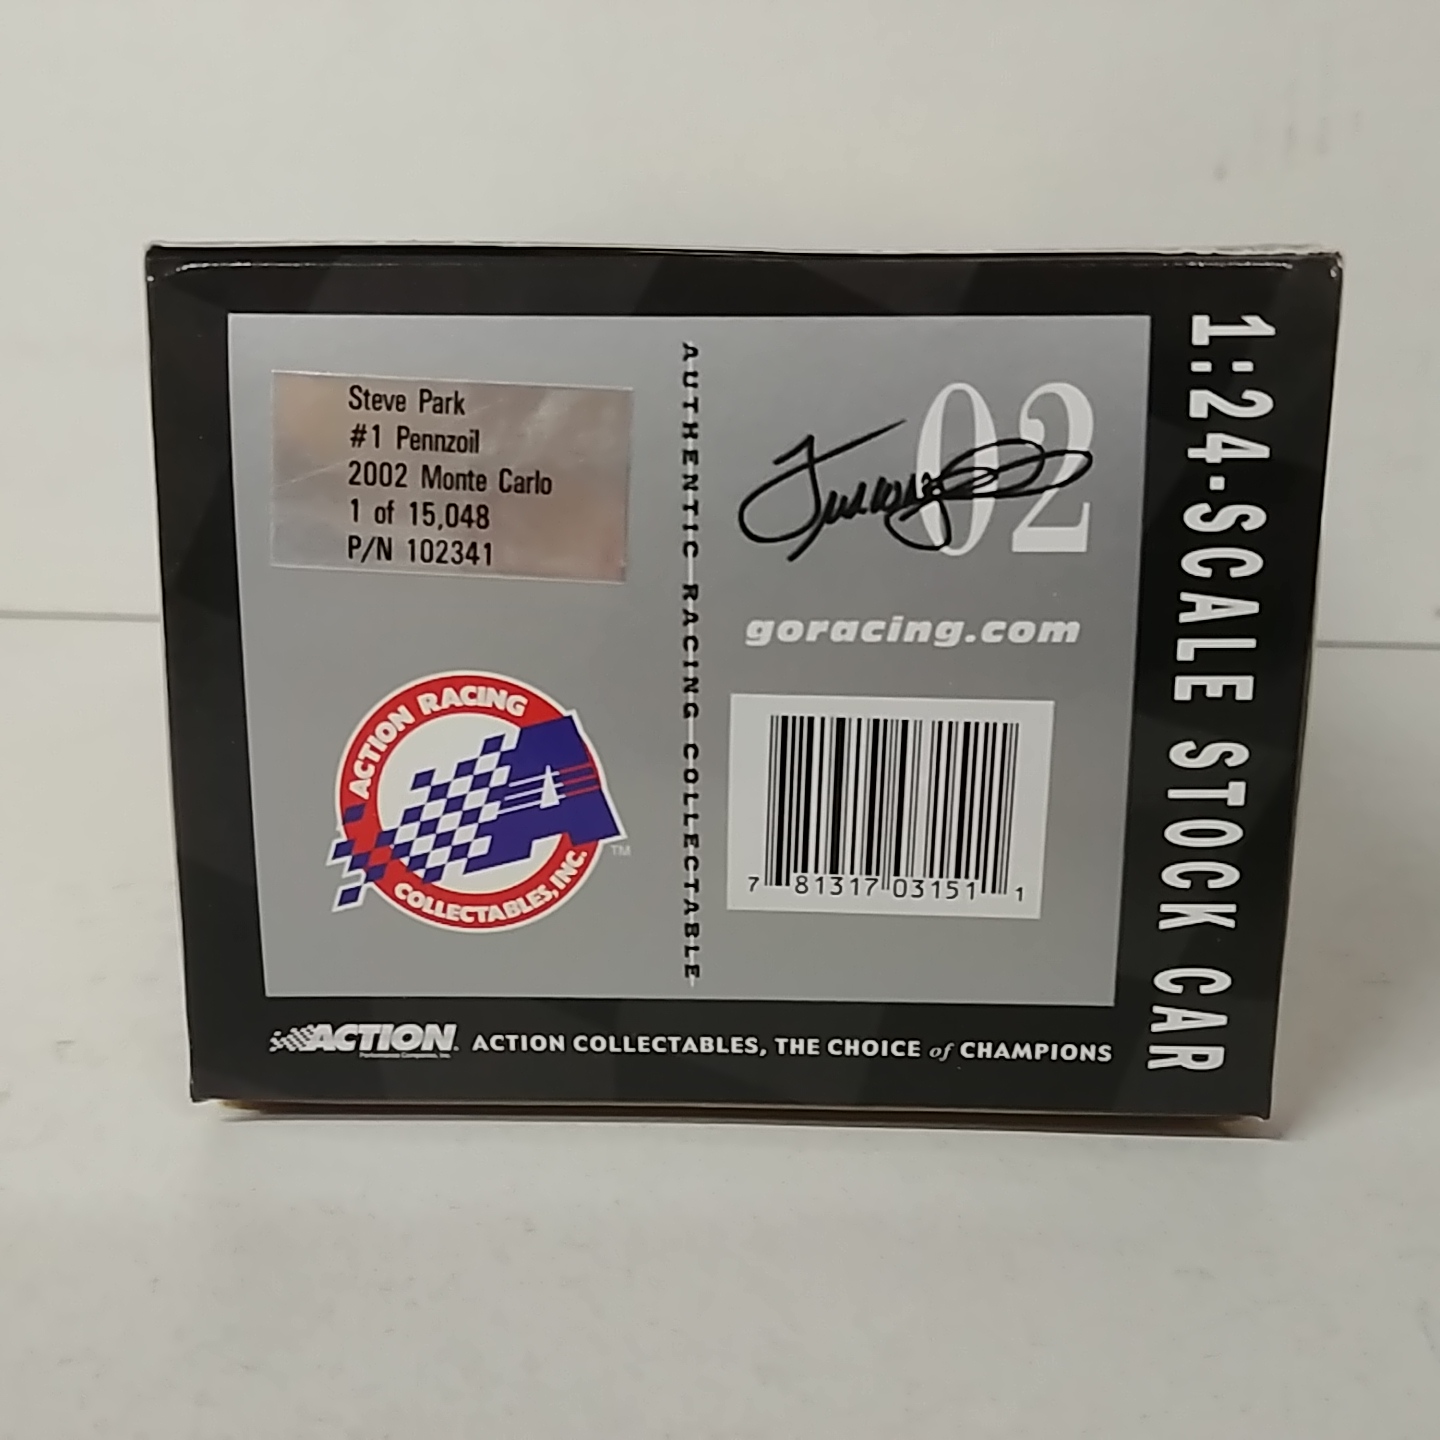 Steve Park
#1 Pennzoil
2002 Monte Carlo
1 of 15,048
P/N 102341
ACTION RACING
COLLECTABLES, INC.
TM
AUTHENTIC RACING COLLECTABLE
02
goracing.com
7 81317 03151 1
1:24-SCALE STOCK CAR
ACTION
ACTION COLLECTABLES, THE CHOICE of CHAMPIONS